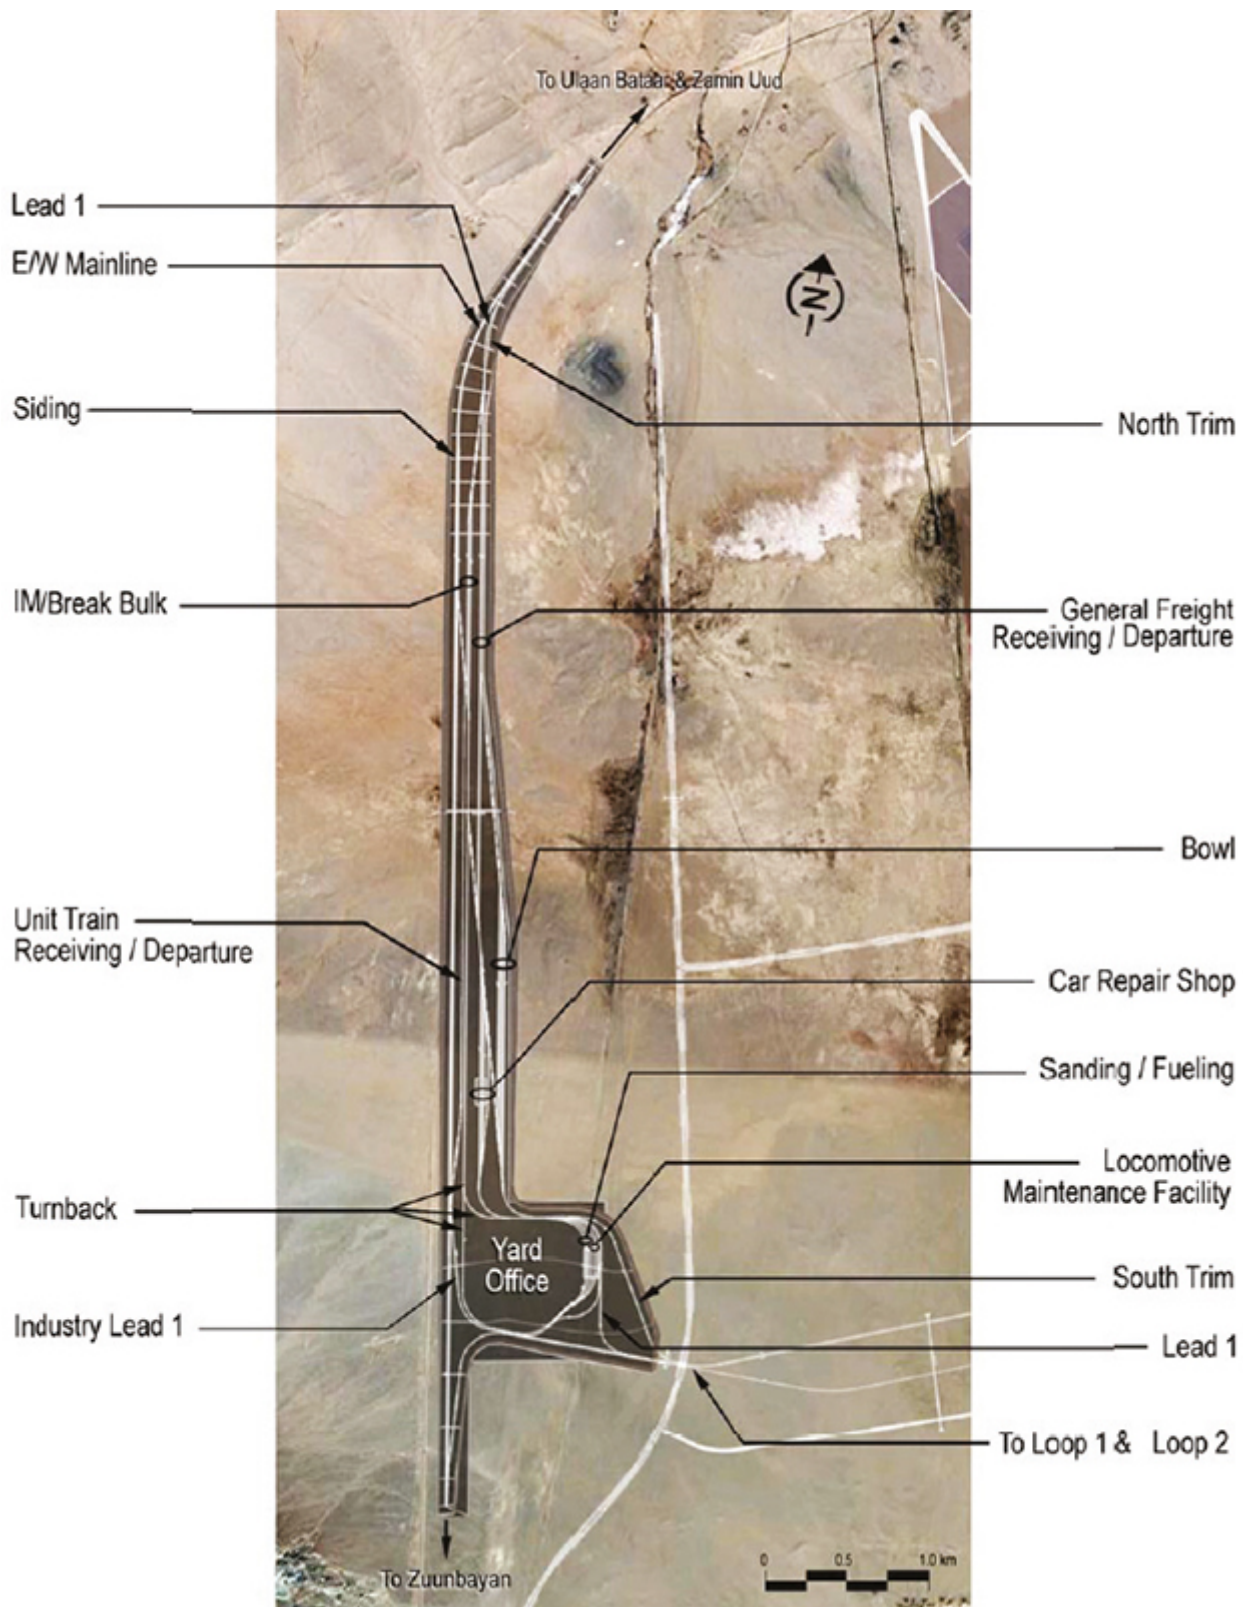 To Ulaan Bataar & Zamin Uud
Lead 1
E/W Mainline
N
Siding
North Trim
IM/Break Bulk
General Freight
Receiving / Departure
Bowl
Unit Train
Receiving / Departure
Car Repair Shop
Sanding / Fueling
Locomotive
Maintenance Facility
Turnback
Yard
Office
South Trim
Industry Lead 1
Lead 1
To Loop 1 & Loop 2
0 0.5 1.0 km
To Zuunbayan